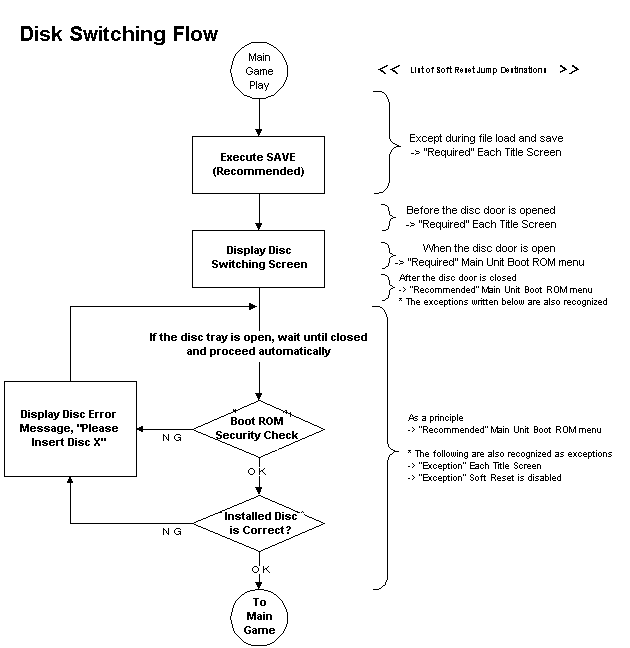 Disk Switching Flow
Main
Game
Play
<< List of Soft Reset Jump Destinations >>
Execute SAVE
(Recommended)
Except during file load and save
-> "Required" Each Title Screen
Before the disc door is opened
-> "Required" Each Title Screen
Display Disc
Switching Screen
When the disc door is open
-> "Required" Main Unit Boot ROM menu
After the disc door is closed
-> "Recommended" Main Unit Boot ROM menu
* The exceptions written below are also recognized
If the disc tray is open, wait until closed
and proceed automatically
Display Disc Error
Message, "Please
Insert Disc X"
NG
Boot ROM
Security Check
OK
As a principle
-> "Recommended" Main Unit Boot ROM menu
* The following are also recognized as exceptions
-> "Exception" Each Title Screen
-> "Exception" Soft Reset is disabled
NG
Installed Disc
is Correct?
OK
To
Main
Game